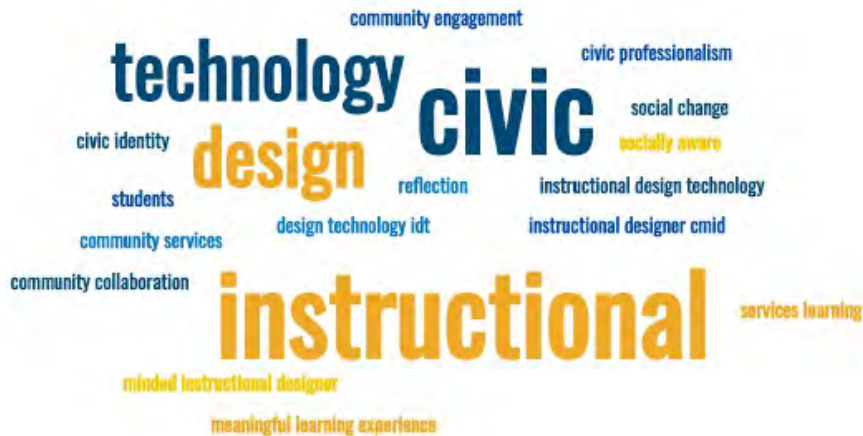 community engagement
technology
civic professionalism
civic
social change
civic identity
socially aware
design
reflection
instructional design technology
students
design technology idt
instructional designer cmid
community services
community collaboration
instructional
services learning
minded instructional designer
meaningful learning experience